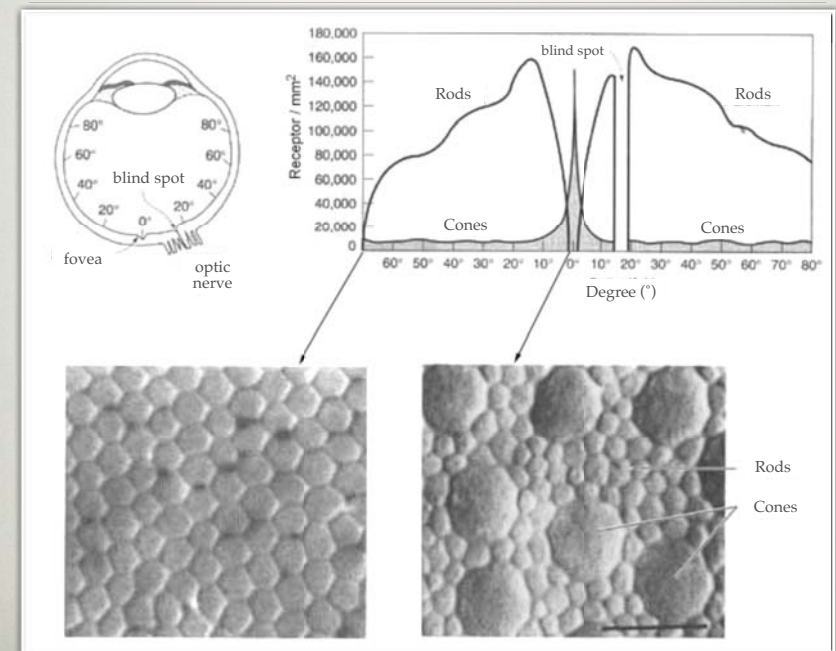 80°
80°
60°
60°
blind spot
40°
40°
20°
20°
0°
fovea
optic
nerve
180,000
160,000
140,000
120,000
100,000
80,000
60,000
40,000
20,000
0
Receptor / mm²
blind spot
Rods
Rods
Cones
Cones
60° 50° 40° 30° 20° 10° 0° 10° 20° 30° 40° 50° 60° 70° 80°
Degree (°)
Rods
Cones